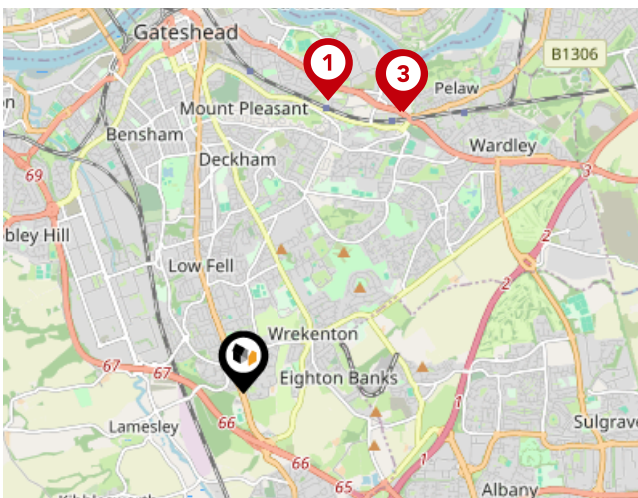 Gateshead
1
3
B1306
Pelaw
Mount Pleasant
Bensham
Wardley
Deckham
69
3
bley Hill
2
Low Fell
2
Wrekenton
67
67
Eighton Banks
1
66
Lamesley
Sulgrave
66
1
65
Albany